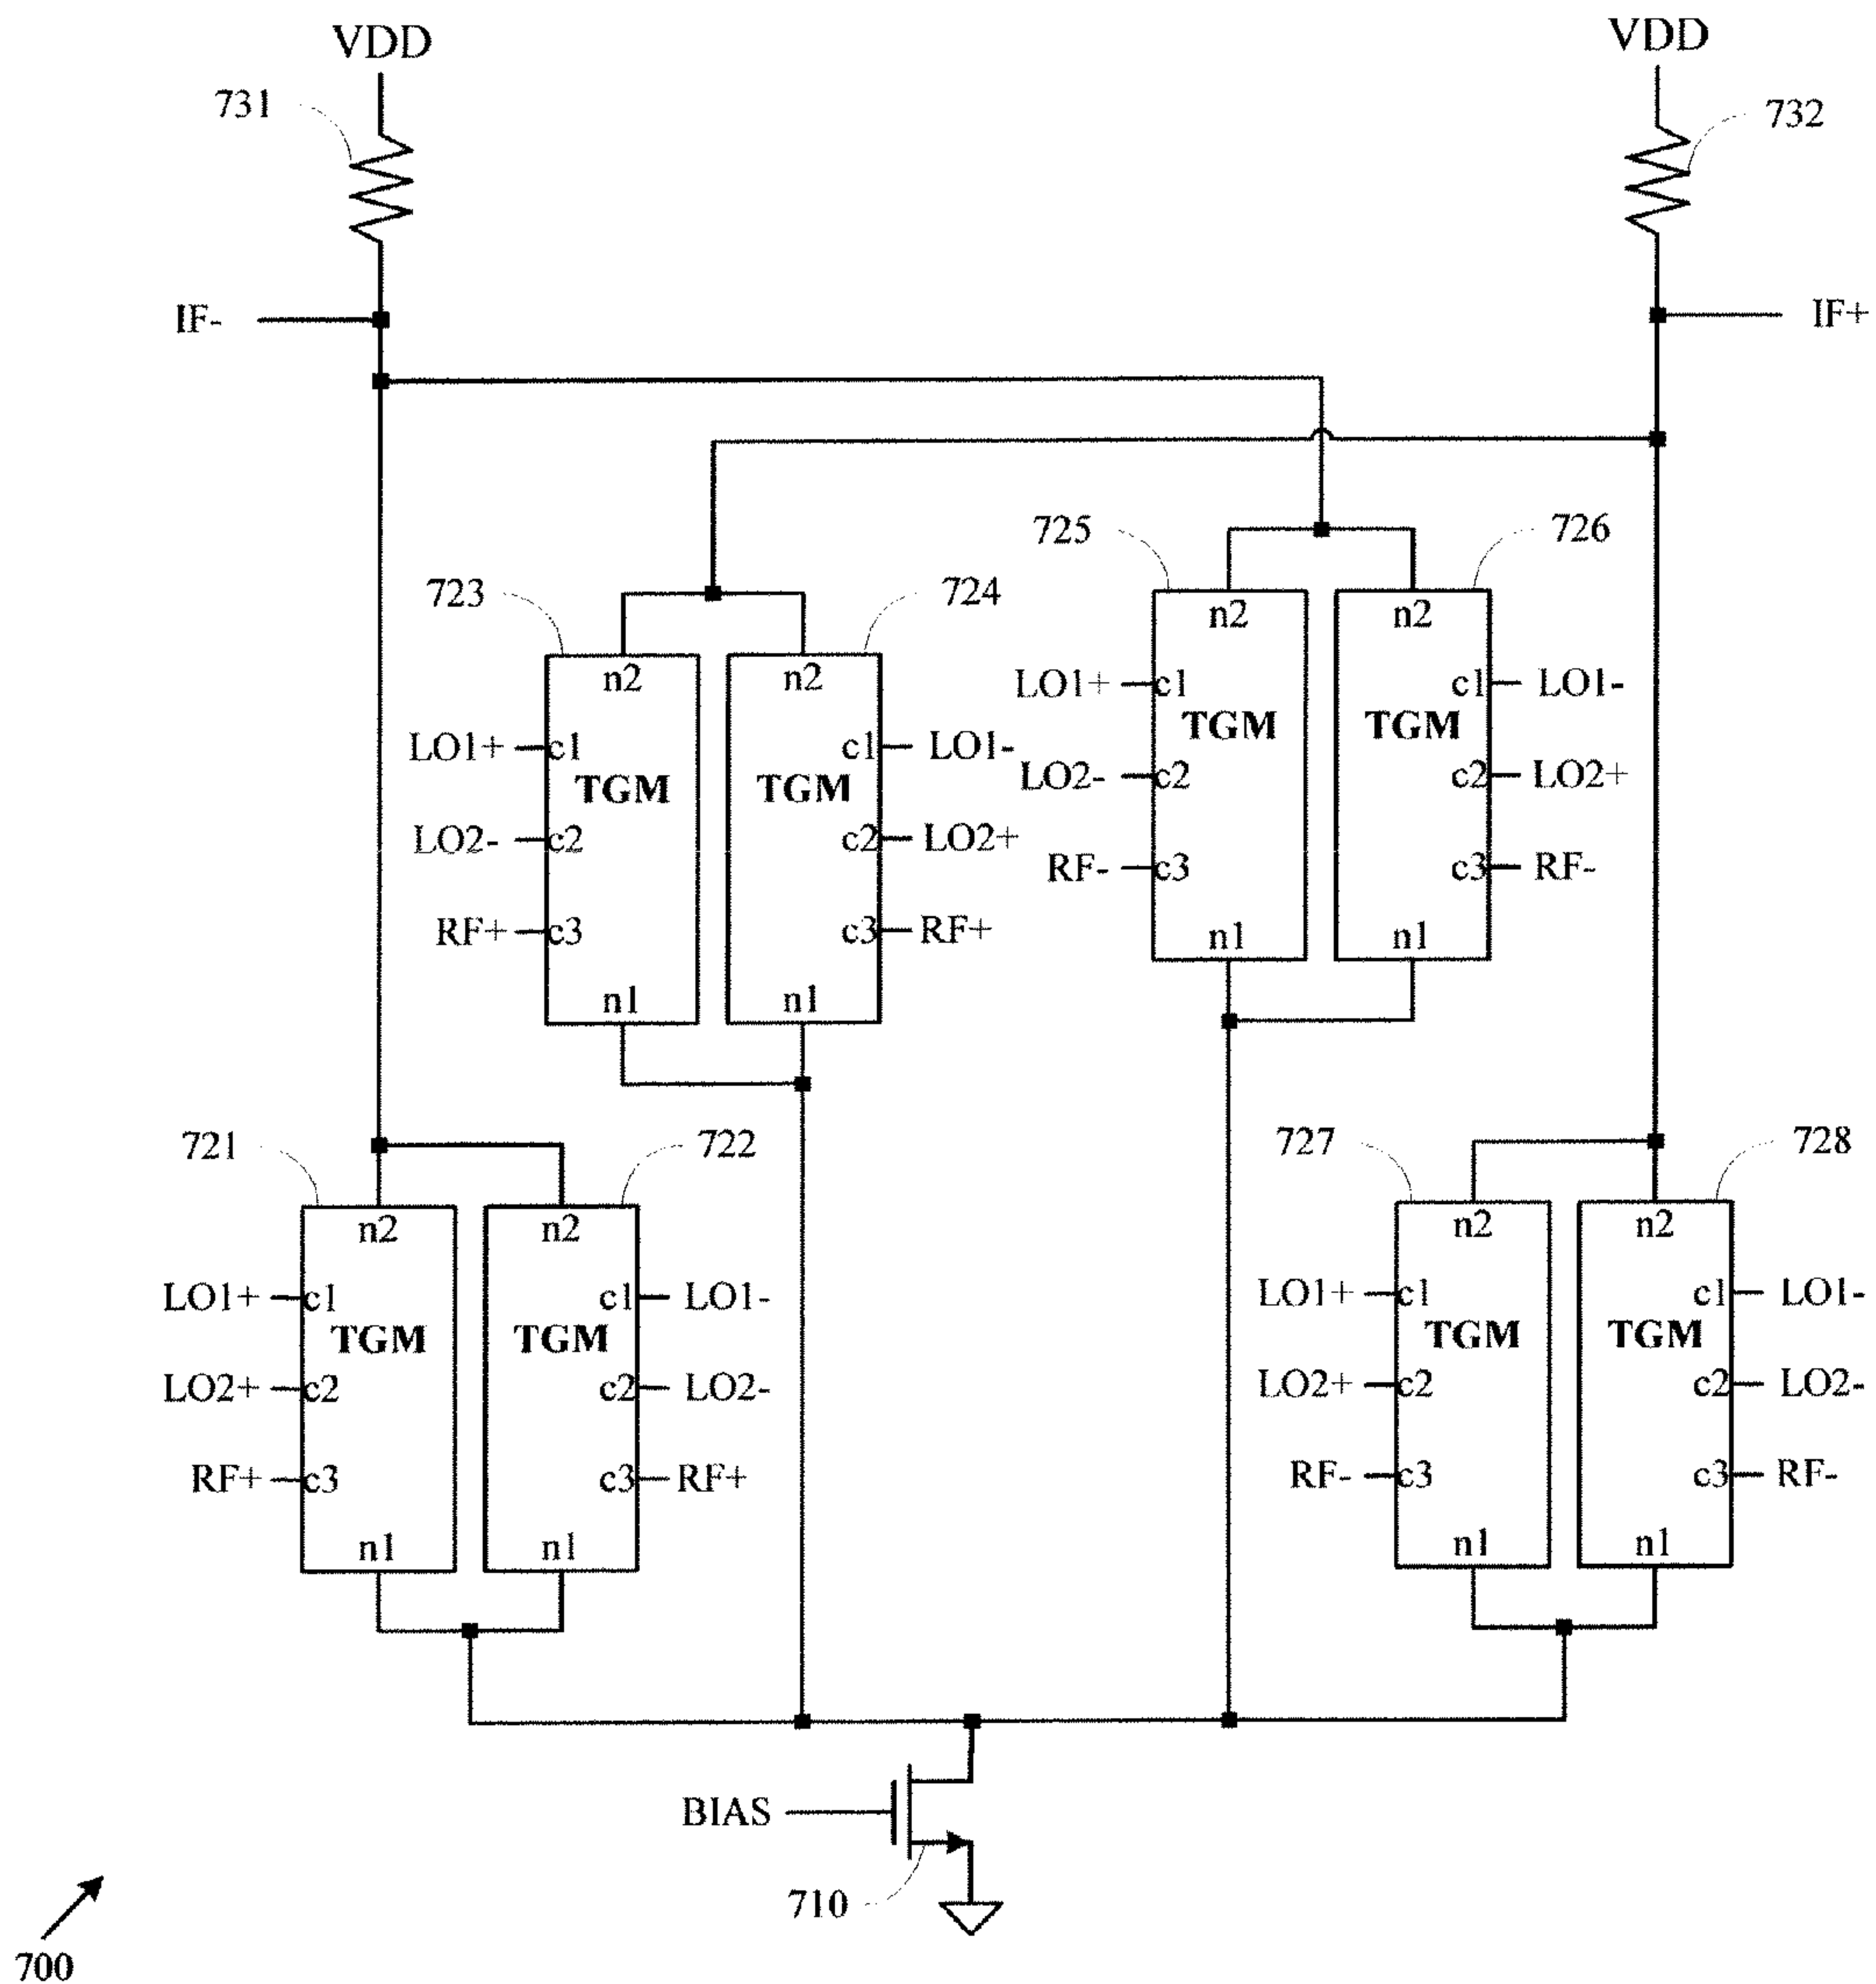 VDD
VDD
731
732
IF-
IF+
725
726
723
724
n2
n2
n2
n2
LO1+
c1
c1
LO1-
LO1+
c1
c1
LO1-
TGM
TGM
TGM
TGM
LO2-
c2
c2
LO2+
LO2-
c2
c2
LO2+
RF-
c3
c3
RF-
RF+
c3
c3
RF+
n1
n1
n1
n1
721
722
727
728
n2
n2
n2
n2
LO1+
c1
c1
LO1-
LO1+
c1
c1
LO1-
TGM
TGM
TGM
TGM
LO2+
c2
c2
LO2-
LO2+
c2
c2
LO2-
RF+
c3
c3
RF+
RF-
c3
c3
RF-
n1
n1
n1
n1
BIAS
710
700